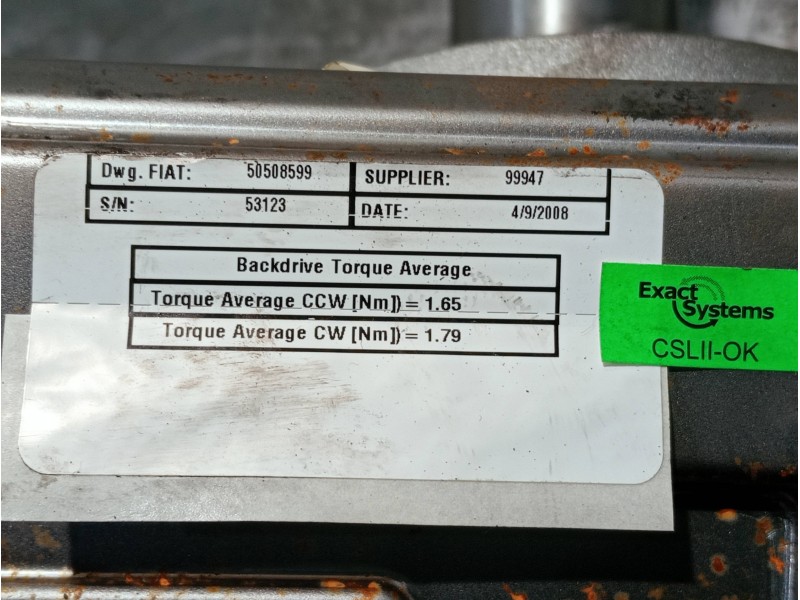 Dwg. FIAT: 50508599 SUPPLIER: 99947
S/N: 53123 DATE: 4/9/2008
Backdrive Torque Average
Torque Average CCW [Nm]) = 1.65
Torque Average CW [Nm]) = 1.79
Exact
Systems
CSLII-OK